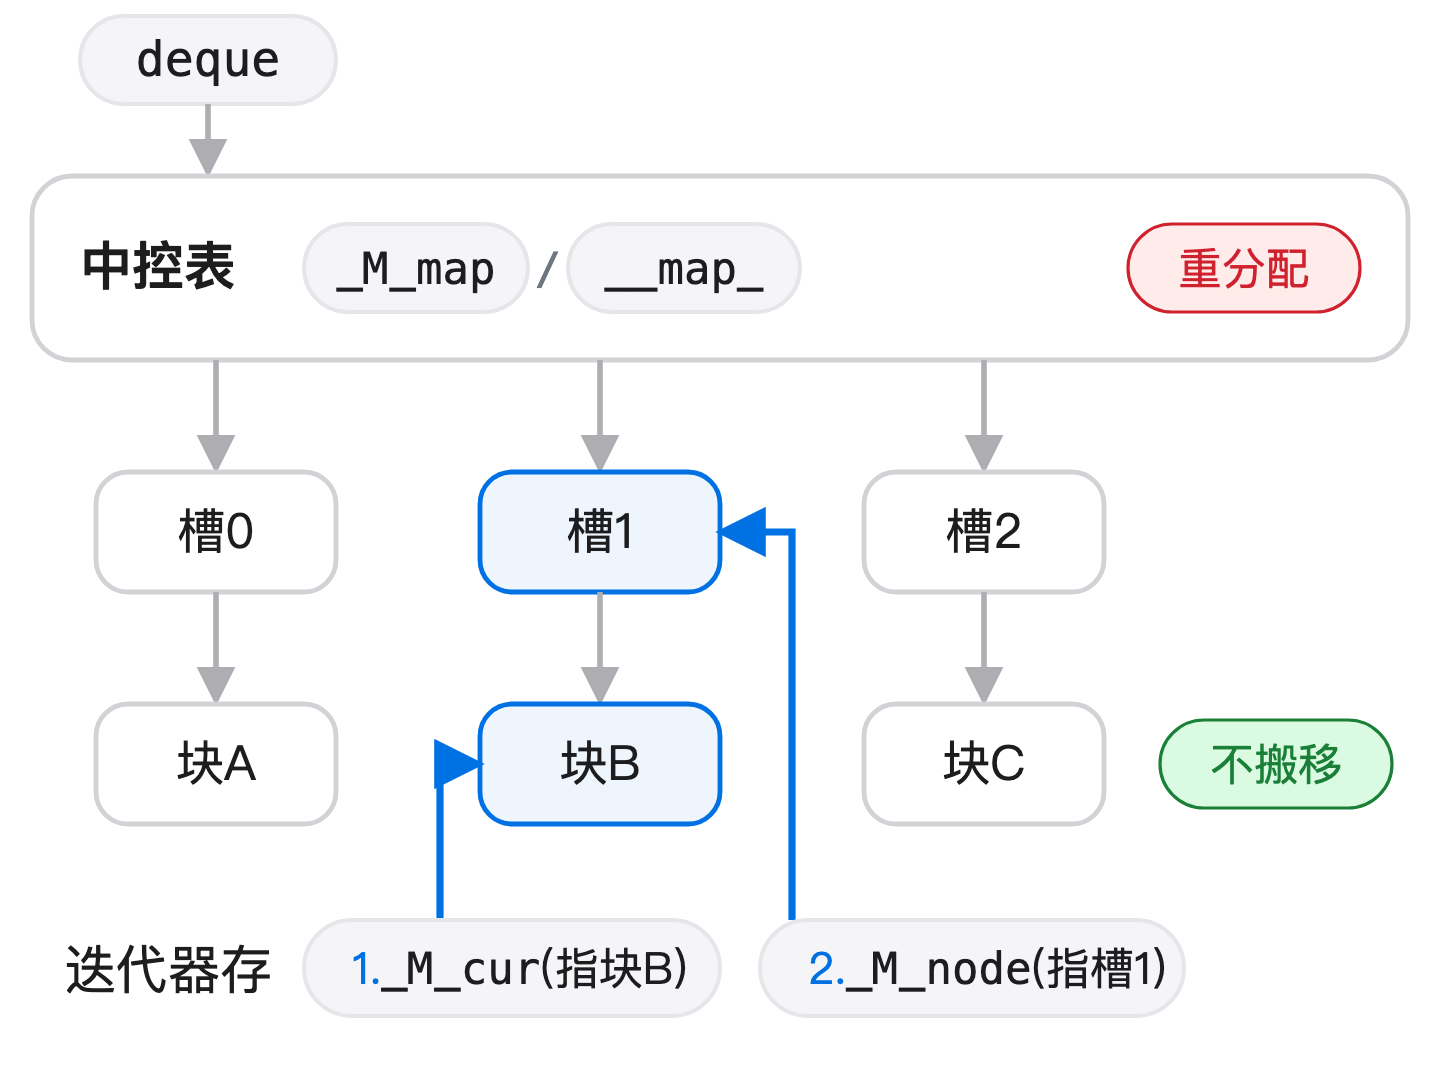 deque
中控表 _M_map / __map_ 重分配
槽0 槽1 槽2
块A 块B 块C 不搬移
迭代器存 1._M_cur(指块B) 2._M_node(指槽1)